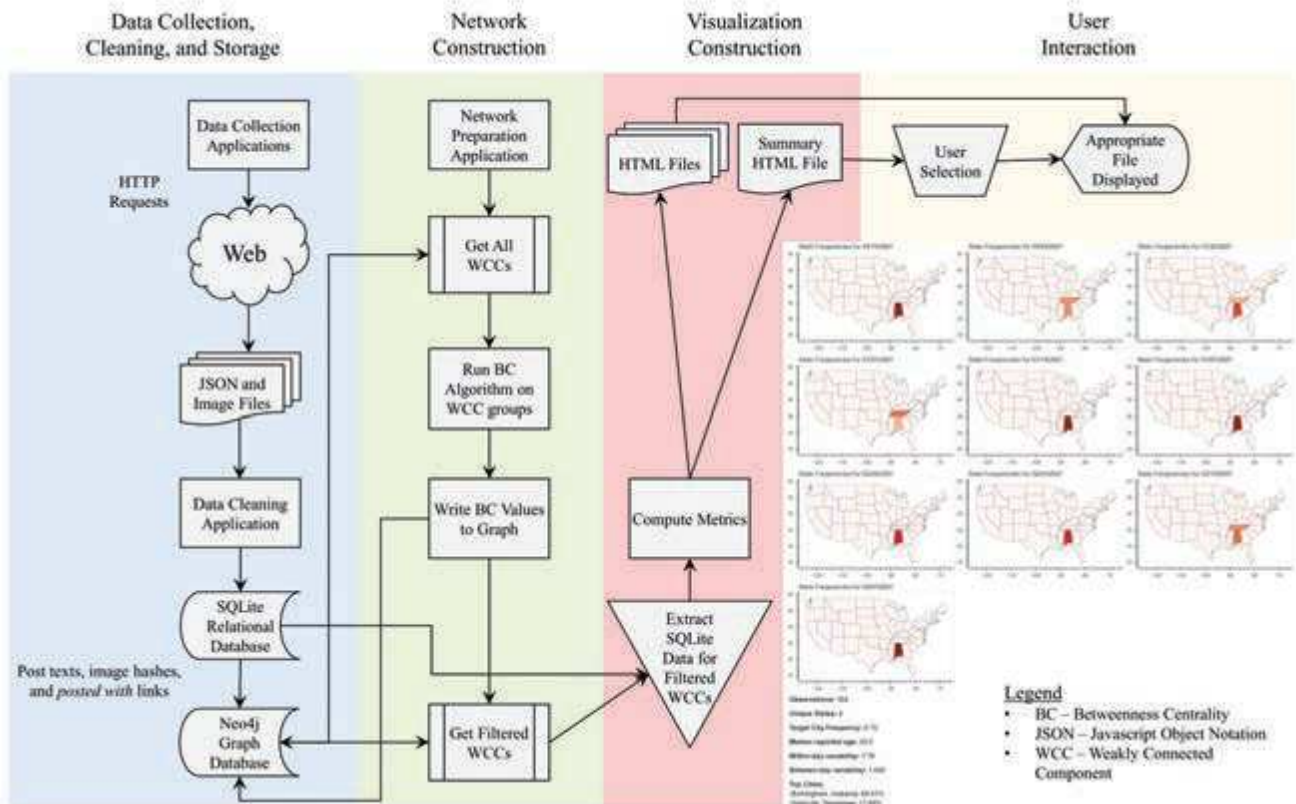 Data Collection,
Cleaning, and Storage
Network
Construction
Visualization
Construction
User
Interaction
Data Collection
Applications
HTTP
Requests
Web
JSON and
Image Files
Data Cleaning
Application
SQLite
Relational
Database
Post texts, image hashes,
and posted with links
Neo4j
Graph
Database
Network
Preparation
Application
Get All
WCCs
Run BC
Algorithm on
WCC groups
Write BC Values
to Graph
Get Filtered
WCCs
HTML Files
Summary
HTML File
Compute Metrics
Extract
SQLite
Data for
Filtered
WCCs
User
Selection
Appropriate
File
Displayed
Legend
▪ BC – Betweenness Centrality
▪ JSON – Javascript Object Notation
▪ WCC – Weakly Connected
Component